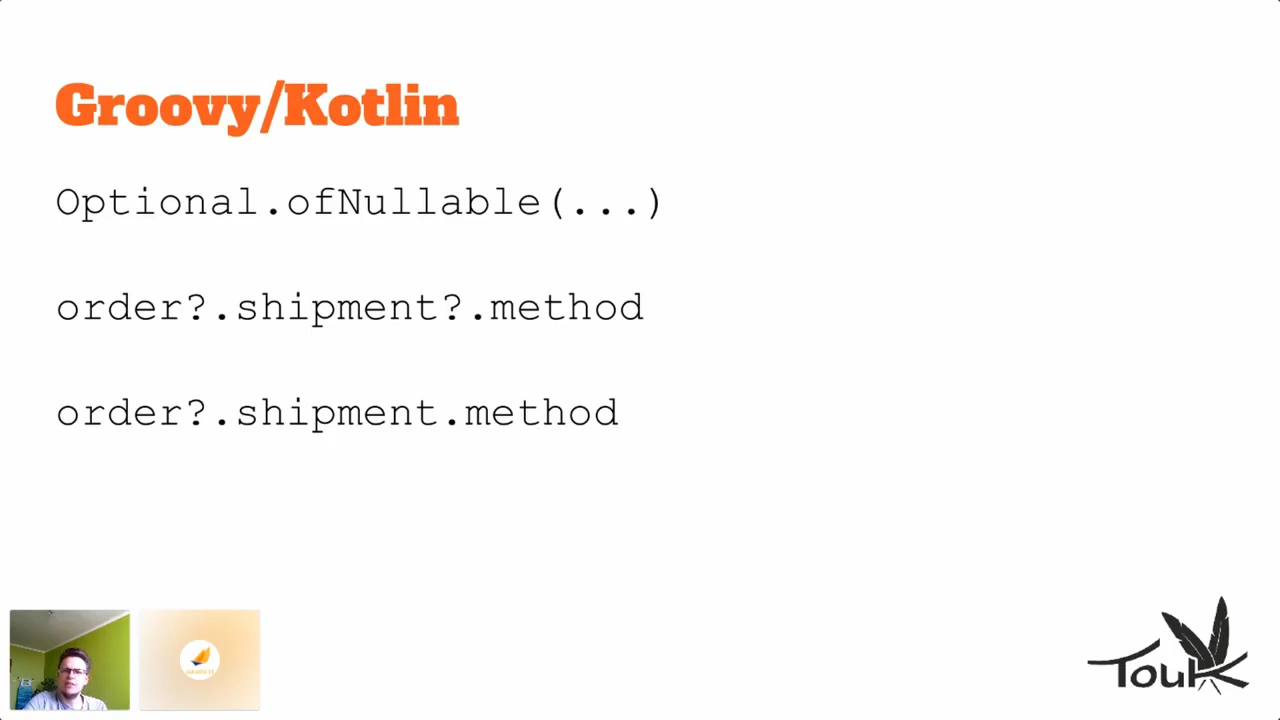 Groovy/Kotlin
Optional.ofNullable(...)
order?.shipment?.method
order?.shipment.method
Touk